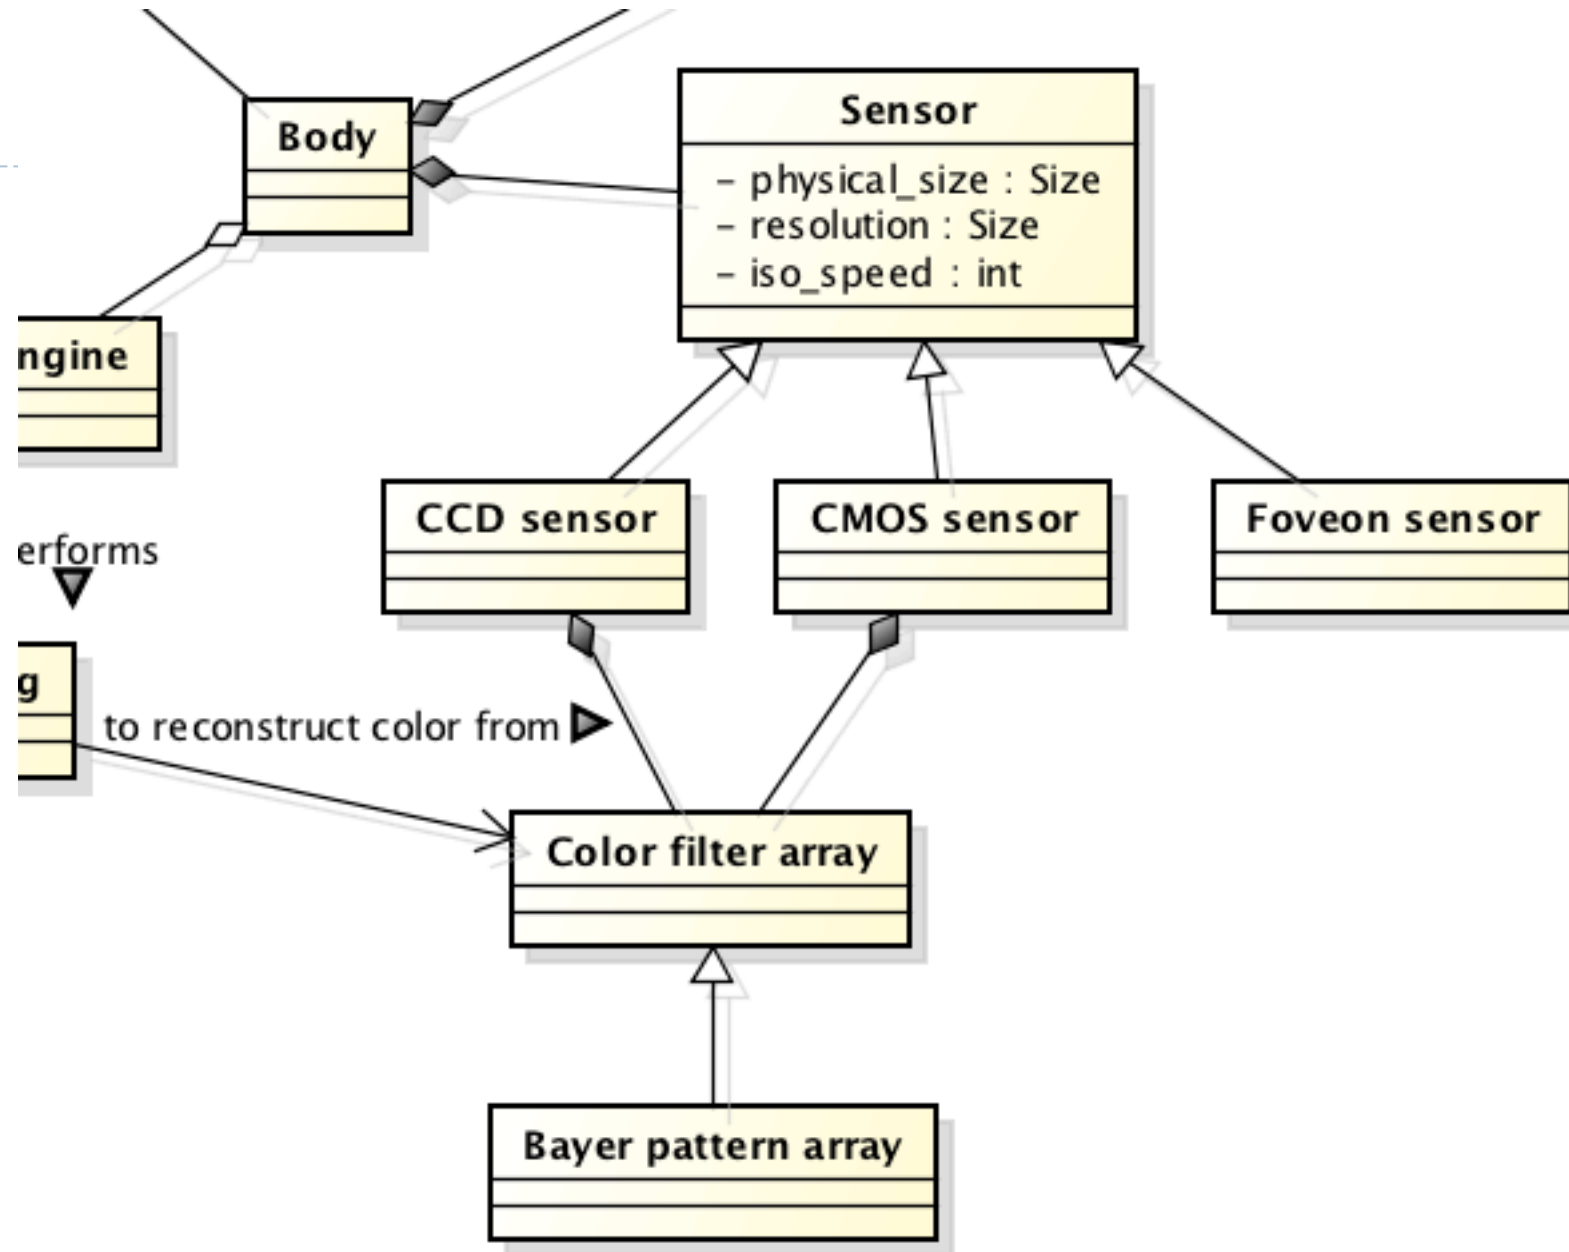 Body
Sensor
– physical_size : Size
– resolution : Size
– iso_speed : int
ngine
CCD sensor
CMOS sensor
Foveon sensor
erforms
g
to reconstruct color from
Color filter array
Bayer pattern array